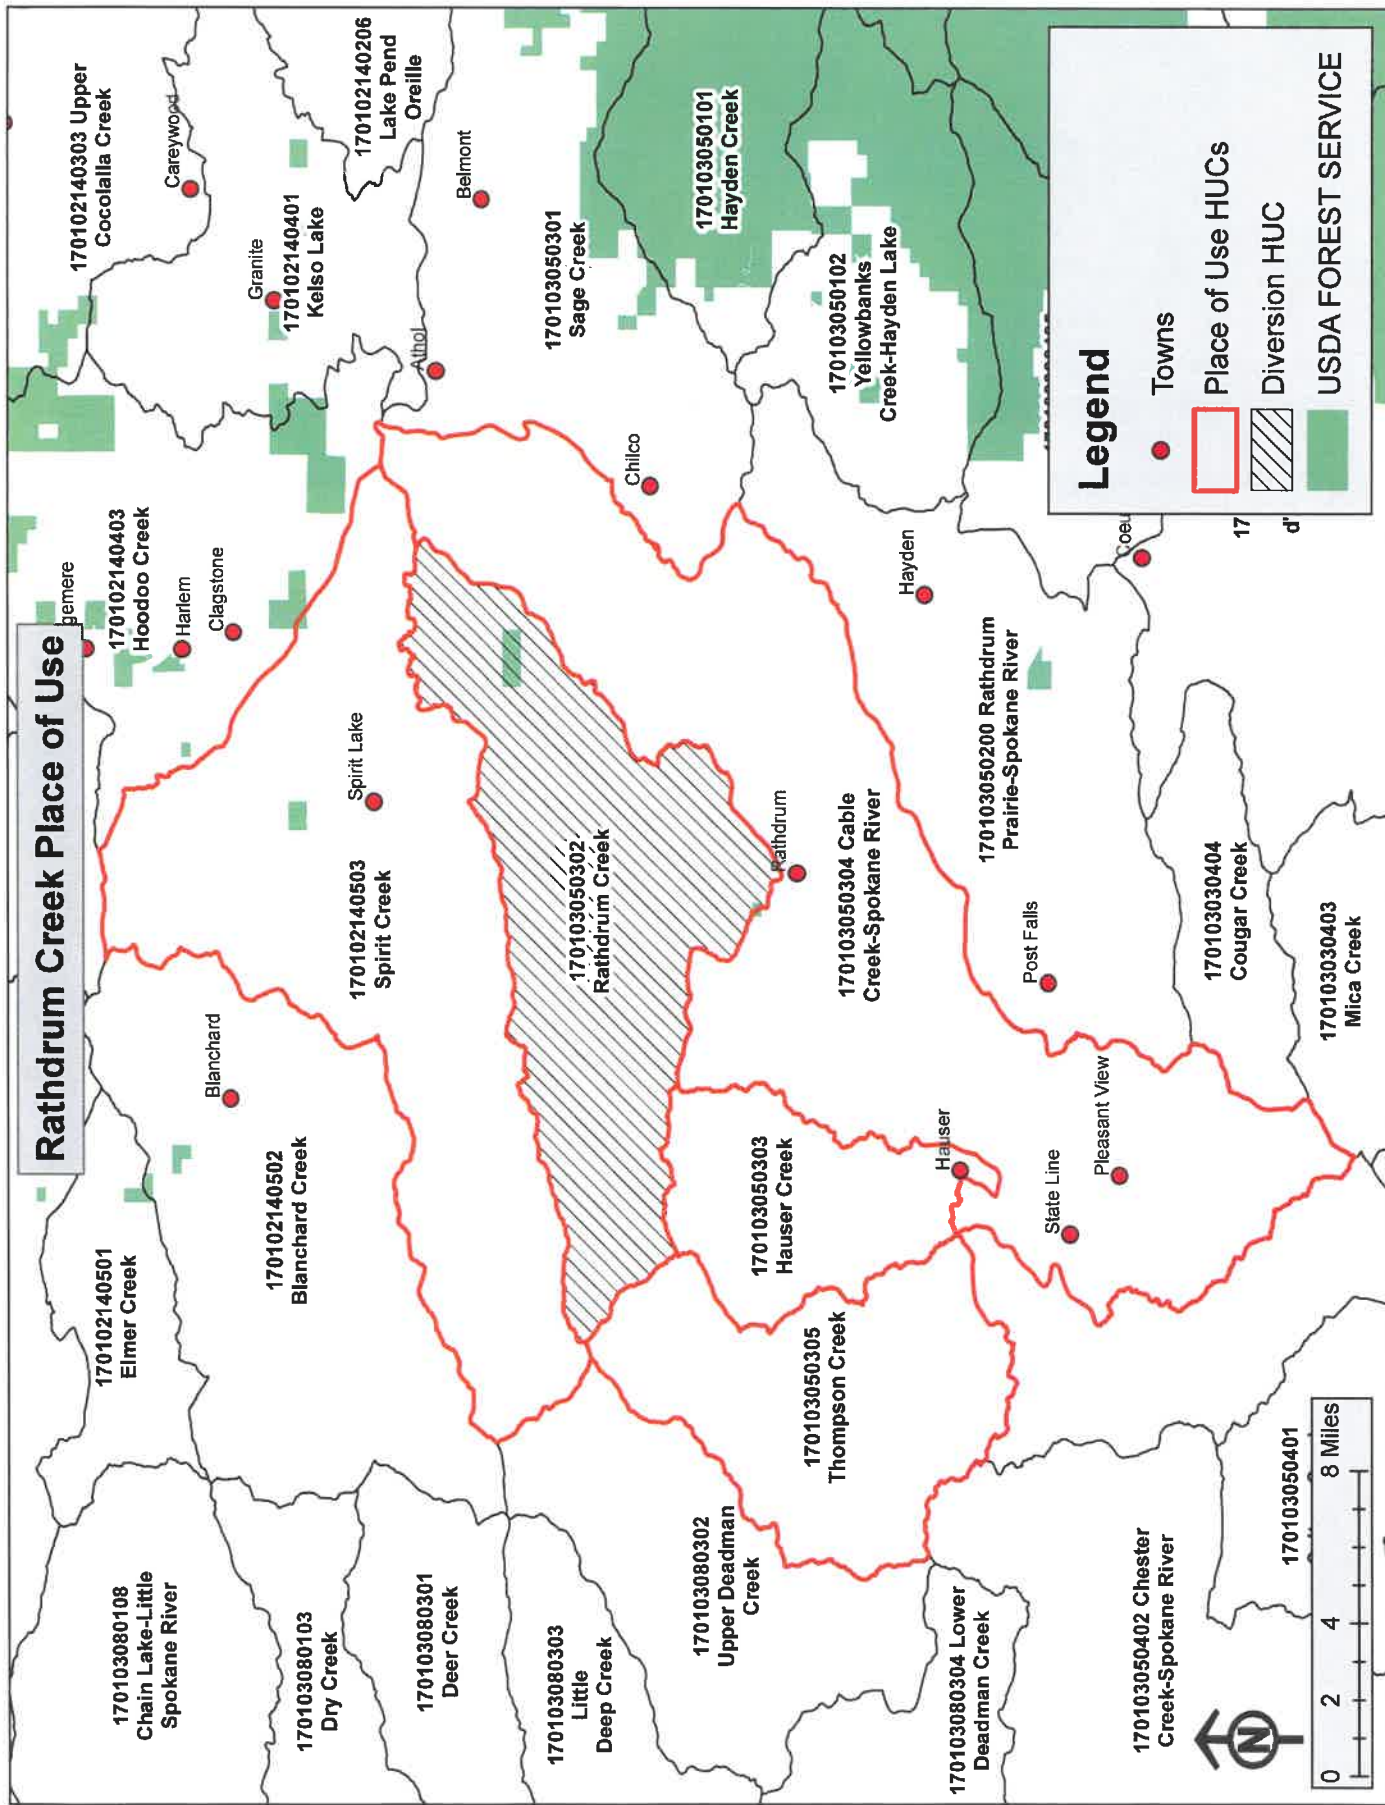 Rathdrum Creek Place of Use
170102140303 Upper
Cocolalla Creek
Careywood
170102140206
Lake Pend
Oreille
Granite
170102140401
Kelso Lake
Belmont
Athol
170103050301
Sage Creek
170103050101
Hayden Creek
170103050102
Yellowbanks
Creek-Hayden Lake
gemere
170102140403
Hoodoo Creek
Harlem
Clagstone
Chilco
Hayden
Coeu
17
d'
Spirit Lake
170102140503
Spirit Creek
170103050302
Rathdrum Creek
Rathdrum
170103050304 Cable
Creek-Spokane River
170103050200 Rathdrum
Prairie-Spokane River
Post Falls
170103030404
Cougar Creek
170103030403
Mica Creek
Blanchard
170102140502
Blanchard Creek
170102140501
Elmer Creek
170103050303
Hauser Creek
Hauser
State Line
Pleasant View
170103050305
Thompson Creek
170103080108
Chain Lake-Little
Spokane River
170103080103
Dry Creek
170103080301
Deer Creek
170103080303
Little
Deep Creek
170103080302
Upper Deadman
Creek
170103080304 Lower
Deadman Creek
170103050402 Chester
Creek-Spokane River
170103050401
N
0 2 4 8 Miles
Legend
Towns
Place of Use HUCs
Diversion HUC
USDA FOREST SERVICE